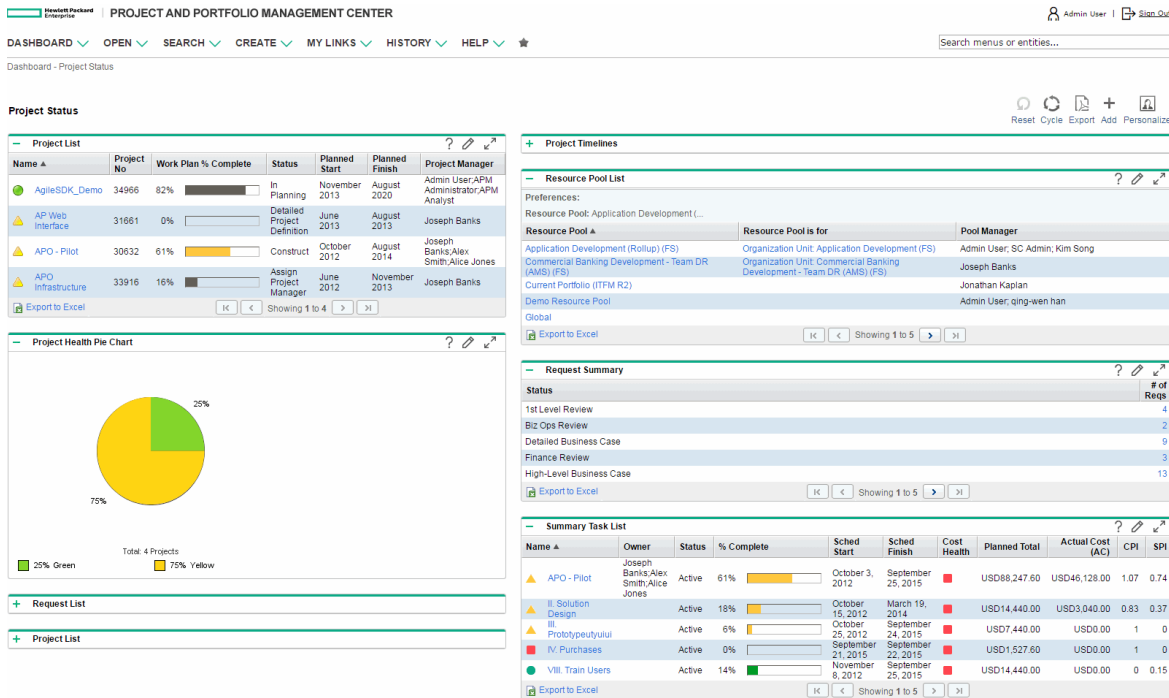 Hewlett Packard
Enterprise
PROJECT AND PORTFOLIO MANAGEMENT CENTER
Admin User | Sign Out
DASHBOARD OPEN SEARCH CREATE MY LINKS HISTORY HELP
Search menus or entities...
Dashboard - Project Status
Project Status
Reset Cycle Export Add Personalize
Project List
Name Project No Work Plan % Complete Status Planned Start Planned Finish Project Manager
AgileSDK_Demo 34966 82% In Planning November 2013 August 2020 Admin User;APM Administrator;APM Analyst
AP Web Interface 31661 0% Detailed Project Definition June 2013 August 2013 Joseph Banks
APO - Pilot 30632 61% Construct October 2012 August 2014 Joseph Banks;Alex Smith;Alice Jones
APO Infrastructure 33916 16% Assign Project Manager June 2012 November 2013 Joseph Banks
Export to Excel Showing 1 to 4
Project Health Pie Chart
25%
75%
Total: 4 Projects
25% Green 75% Yellow
Request List
Project List
Project Timelines
Resource Pool List
Preferences:
Resource Pool: Application Development (...
Resource Pool Resource Pool is for Pool Manager
Application Development (Rollup) (FS) Organization Unit: Application Development (FS) Admin User; SC Admin; Kim Song
Commercial Banking Development - Team DR (AMS) (FS) Organization Unit: Commercial Banking Development - Team DR (AMS) (FS) Joseph Banks
Current Portfolio (ITFM R2) Jonathan Kaplan
Demo Resource Pool Admin User; qing-wen han
Global
Export to Excel Showing 1 to 5
Request Summary
Status # of Reqs
1st Level Review 4
Biz Ops Review 2
Detailed Business Case 9
Finance Review 3
High-Level Business Case 13
Export to Excel Showing 1 to 5
Summary Task List
Name Owner Status % Complete Sched Start Sched Finish Cost Health Planned Total Actual Cost (AC) CPI SPI
APO - Pilot Joseph Banks;Alex Smith;Alice Jones Active 61% October 3, 2012 September 25, 2015 USD88,247.60 USD46,128.00 1.07 0.74
II. Solution Design Active 18% October 15, 2012 March 19, 2014 USD14,440.00 USD3,040.00 0.83 0.37
III. Prototypeutyuiui Active 6% October 25, 2012 September 24, 2015 USD7,440.00 USD0.00 1 0
IV. Purchases Active 0% September 21, 2015 September 22, 2015 USD1,527.60 USD0.00 1 0
VIII. Train Users Active 14% November 8, 2012 September 25, 2015 USD14,440.00 USD0.00 0 0.15
Export to Excel Showing 1 to 5